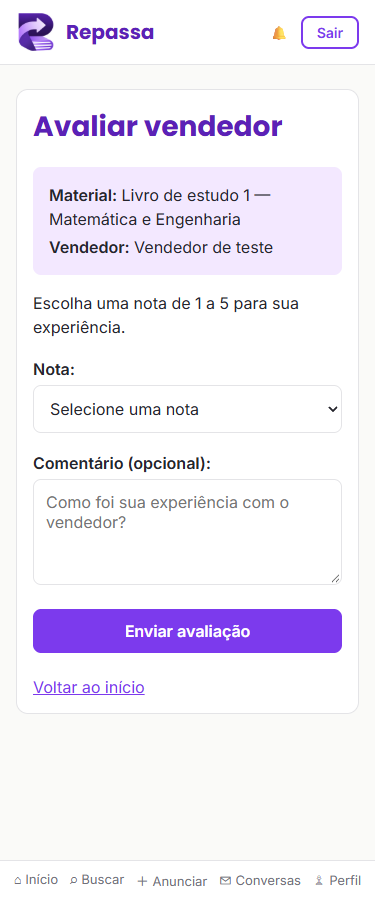 Repassa
Sair
Avaliar vendedor
Material: Livro de estudo 1 —
Matemática e Engenharia
Vendedor: Vendedor de teste
Escolha uma nota de 1 a 5 para sua
experiência.
Nota:
Selecione uma nota
Comentário (opcional):
Como foi sua experiência com o
vendedor?
Enviar avaliação
Voltar ao início
Início Buscar Anunciar Conversas Perfil